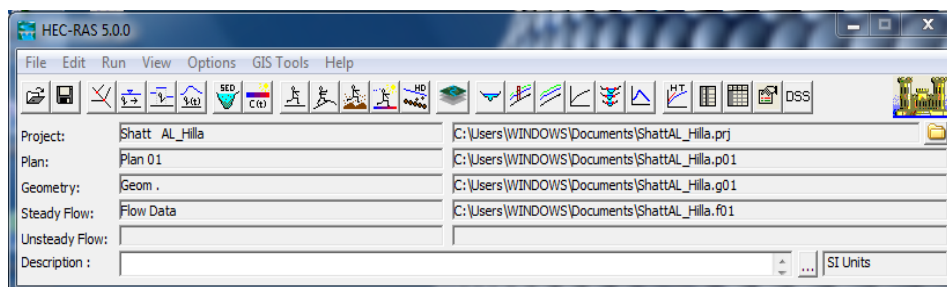 HEC-RAS 5.0.0
File Edit Run View Options GIS Tools Help
SED C(t) Q(t) HD HT DSS
Project: Shatt AL_Hilla C:\Users\WINDOWS\Documents\ShattAL_Hilla.prj
Plan: Plan 01 C:\Users\WINDOWS\Documents\ShattAL_Hilla.p01
Geometry: Geom . C:\Users\WINDOWS\Documents\ShattAL_Hilla.g01
Steady Flow: Flow Data C:\Users\WINDOWS\Documents\ShattAL_Hilla.f01
Unsteady Flow:
Description : ... SI Units